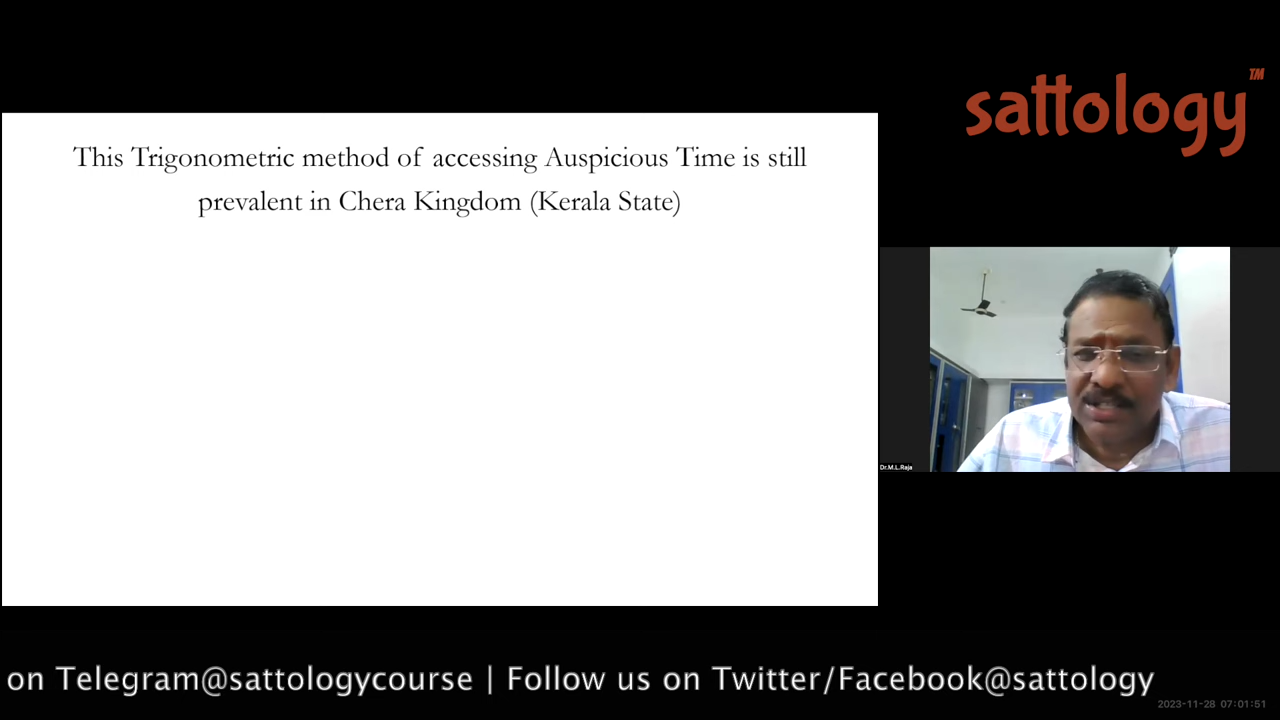 sattology™
This Trigonometric method of accessing Auspicious Time is still
prevalent in Chera Kingdom (Kerala State)
Dr.M.L.Raja
on Telegram@sattologycourse | Follow us on Twitter/Facebook@sattology
2023-11-28 07:01:51